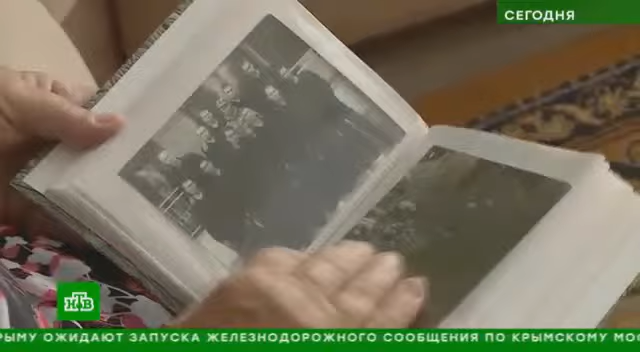 СЕГОДНЯ
НТВ
РЫМУ ОЖИДАЮТ ЗАПУСКА ЖЕЛЕЗНОДОРОЖНОГО СООБЩЕНИЯ ПО КРЫМСКОМУ МО